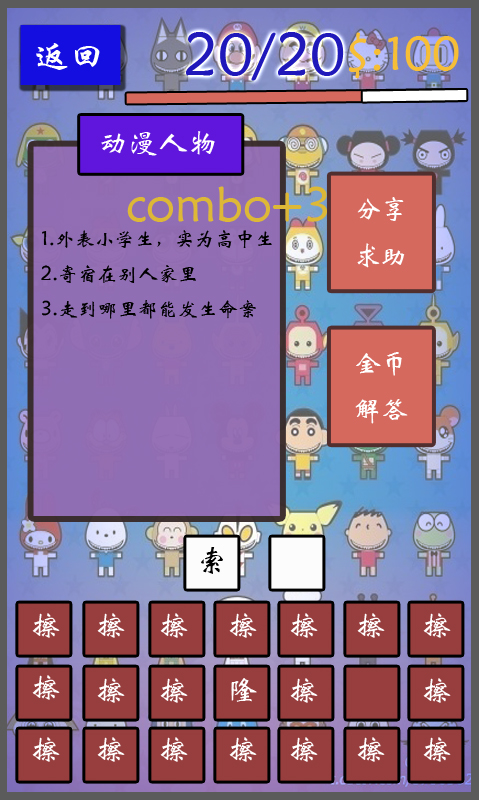 返回
20/20
$:100
动漫人物
combo+3
1.外表小学生，实为高中生
2.寄宿在别人家里
3.走到哪里都能发生命案
分享
求助
金币
解答
索
擦 擦 擦 擦 擦 擦 擦
擦 擦 擦 隆 擦 擦
擦 擦 擦 擦 擦 擦 擦